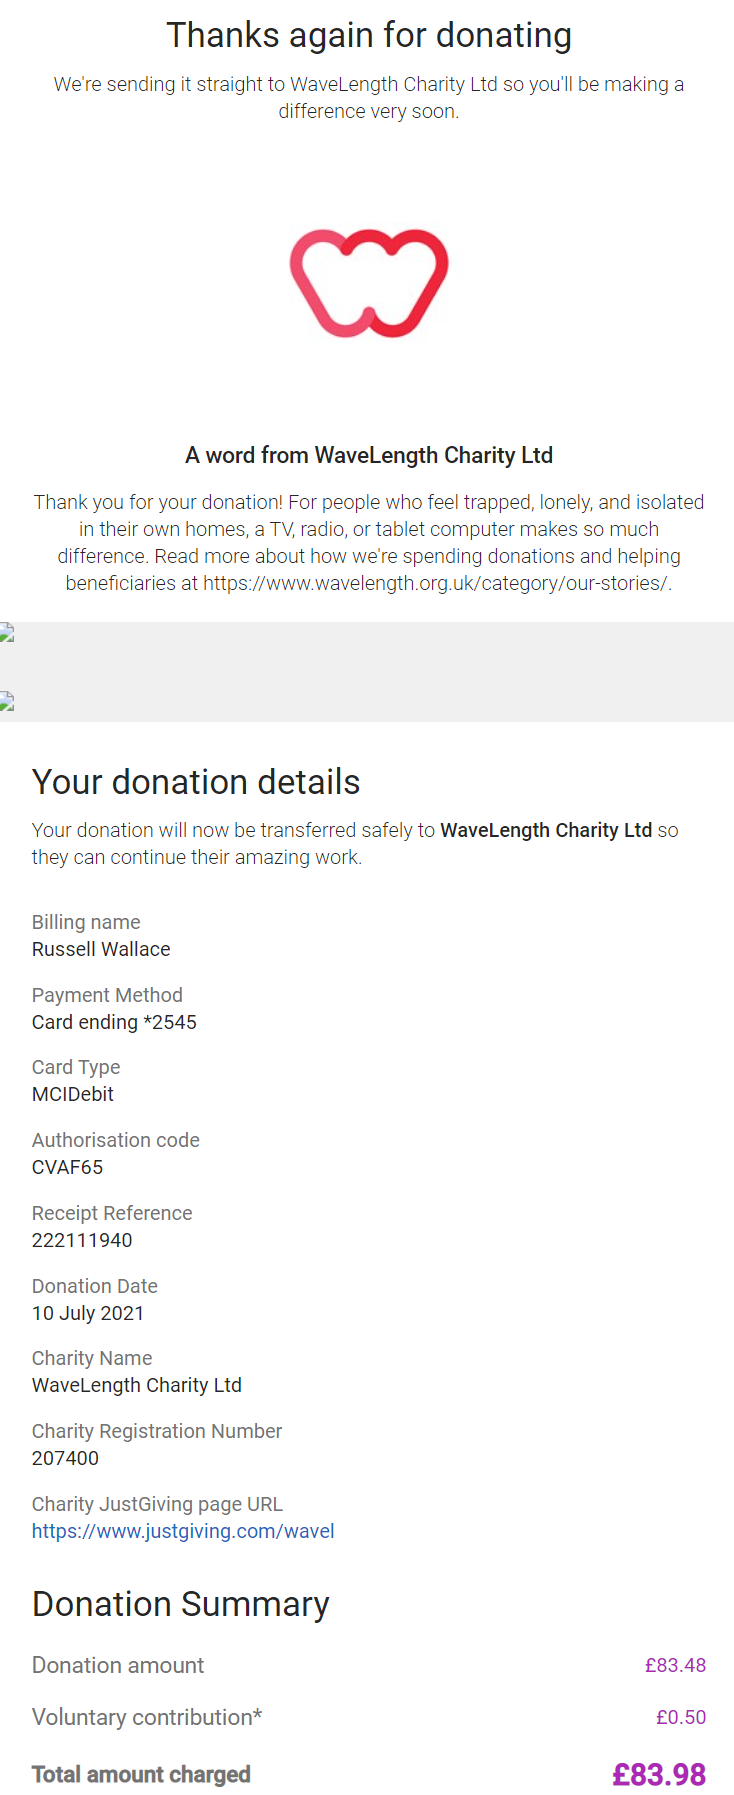 Thanks again for donating
We're sending it straight to WaveLength Charity Ltd so you'll be making a
difference very soon.
A word from WaveLength Charity Ltd
Thank you for your donation! For people who feel trapped, lonely, and isolated
in their own homes, a TV, radio, or tablet computer makes so much
difference. Read more about how we're spending donations and helping
beneficiaries at https://www.wavelength.org.uk/category/our-stories/.
Your donation details
Your donation will now be transferred safely to WaveLength Charity Ltd so
they can continue their amazing work.
Billing name
Russell Wallace
Payment Method
Card ending *2545
Card Type
MCIDebit
Authorisation code
CVAF65
Receipt Reference
222111940
Donation Date
10 July 2021
Charity Name
WaveLength Charity Ltd
Charity Registration Number
207400
Charity JustGiving page URL
https://www.justgiving.com/wavel
Donation Summary
Donation amount £83.48
Voluntary contribution* £0.50
Total amount charged £83.98